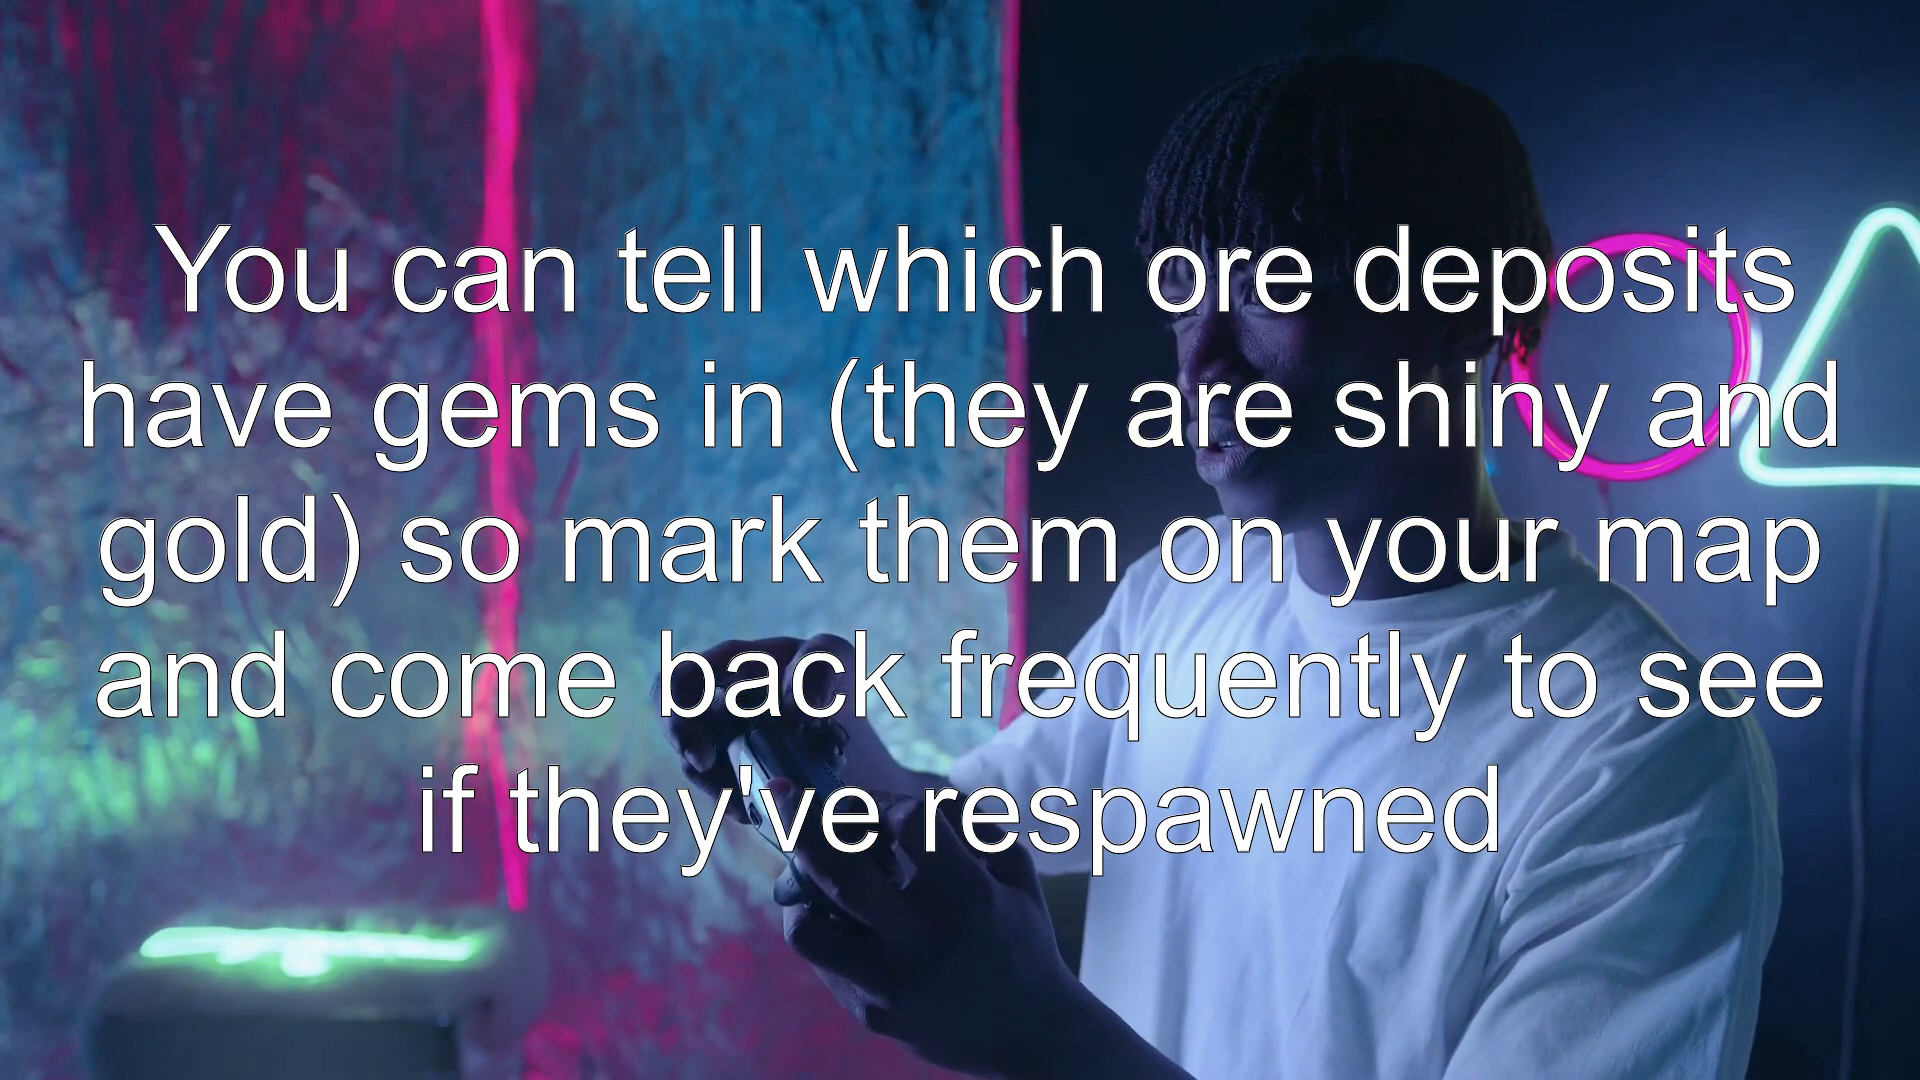 You can tell which ore deposits
have gems in (they are shiny and
gold) so mark them on your map
and come back frequently to see
if they've respawned